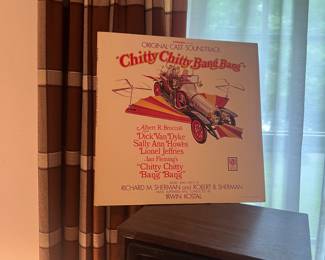 ORIGINAL CAST SOUNDTRACK
"Chitty Chitty Bang Bang"
Albert R. Broccoli
Dick Van Dyke
Sally Ann Howes
Lionel Jeffries
Ian Fleming's
"Chitty Chitty
Bang Bang"
RICHARD M. SHERMAN and ROBERT B. SHERMAN
IRWIN KOSTAL